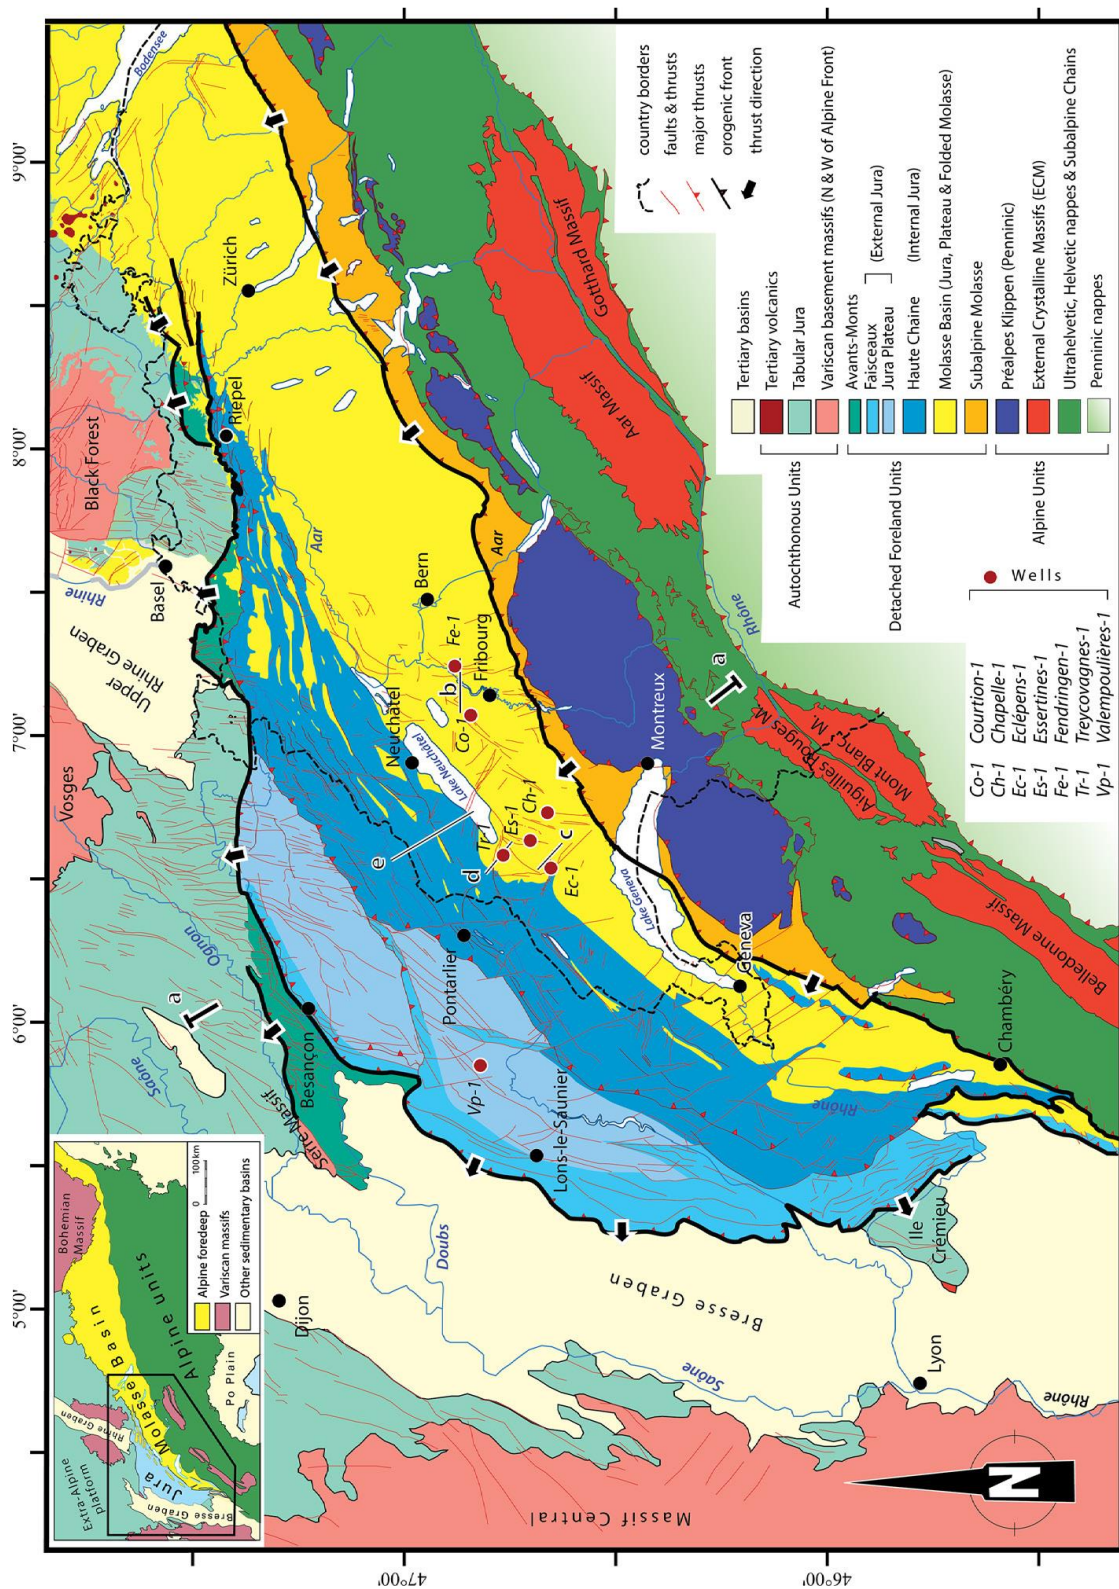 9°00'
8°00'
7°00'
6°00'
5°00'
47°00'
46°00'
Bohemian
Massif
Alpine foredeep
Variscan massifs
Other sedimentary basins
0 100km
Extra-Alpine
platform
Rhine Graben
Molasse Basin
Jura
Alpine units
Bresse Graben
Po Plain
Bodensee
Black Forest
Zürich
Riepel
Vosges
Upper
Rhine Graben
Rhine
Basel
Aar
Bern
Aar
Ognon
Saône
a
Serre Massif
Besançon
Pontarlier
Neuchâtel
Lake Neuchatel
Fe-1
b
Co-1
Fribourg
Tr-1
Es-1
Ch-1
d
c
e
Ec-1
Vp-1
Lons-le-Saunier
Dijon
Doubs
Bresse Graben
Saône
Massif Central
Lyon
Rhône
Ile
Crémieu
Rhône
Lake Geneva
Geneva
Montreux
Chambéry
Belledonne Massif
Aiguilles Rouges M.
Mont Blanc M.
a
Rhône
Aar Massif
Gotthard Massif
N
country borders
faults & thrusts
major thrusts
orogenic front
thrust direction
Tertiary basins
Tertiary volcanics
Tabular Jura
Variscan basement massifs (N & W of Alpine Front)
Autochthonous Units
Avants-Monts
Faisceaux
Jura Plateau
(External Jura)
Haute Chaine (Internal Jura)
Molasse Basin (Jura, Plateau & Folded Molasse)
Subalpine Molasse
Detached Foreland Units
Préalpes Klippen (Penninic)
External Crystalline Massifs (ECM)
Ultrahelvetic, Helvetic nappes & Subalpine Chains
Penninic nappes
Alpine Units
Wells
Co-1 Courtion-1
Ch-1 Chapelle-1
Ec-1 Eclépens-1
Es-1 Essertines-1
Fe-1 Fendringen-1
Tr-1 Treycovagnes-1
Vp-1 Valempoulières-1